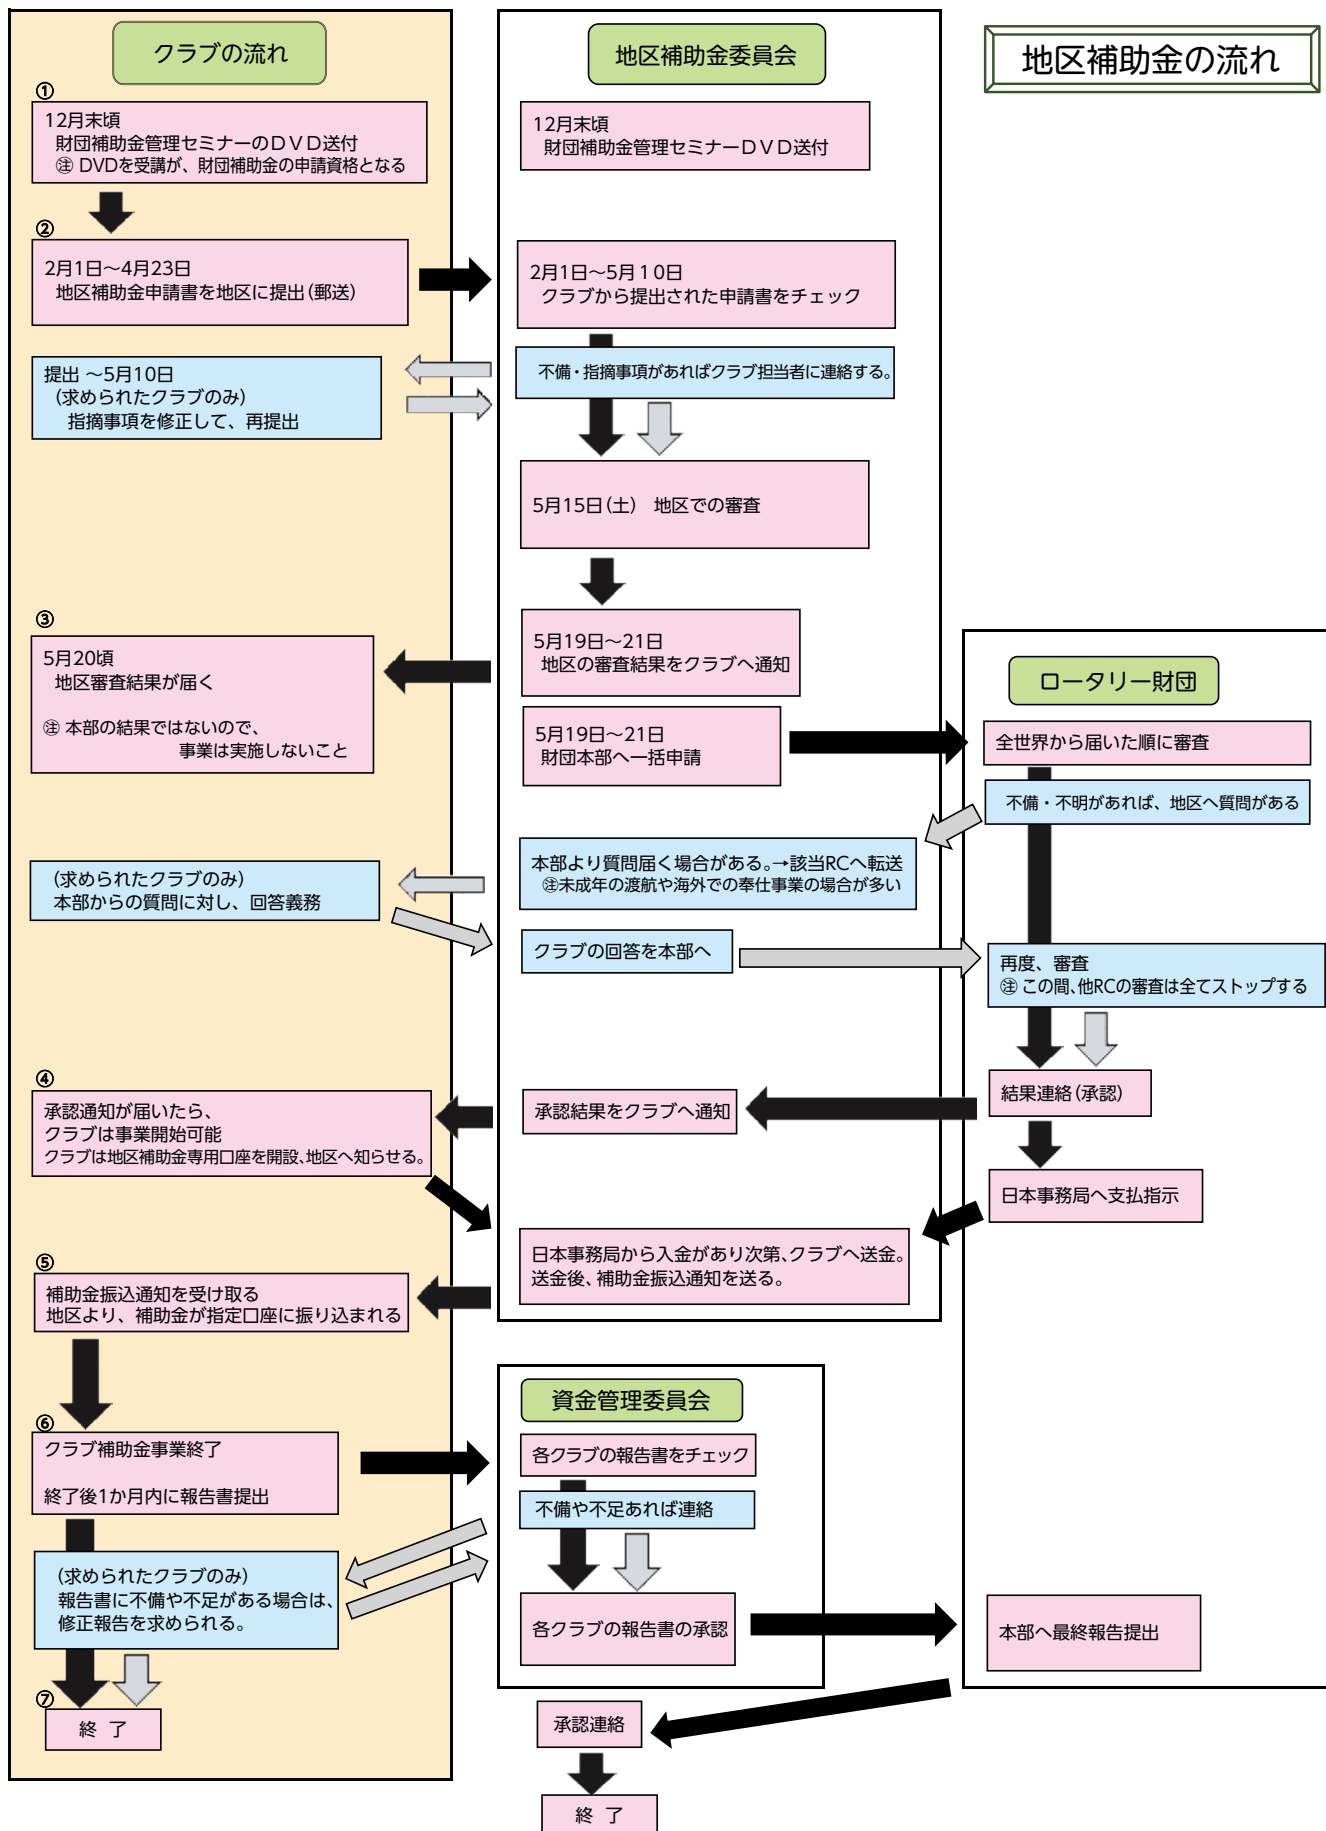 地区補助金の流れ
クラブの流れ
①
12月末頃
財団補助金管理セミナーのＤＶＤ送付
㊟ DVDを受講が、財団補助金の申請資格となる
②
2月1日～4月23日
地区補助金申請書を地区に提出（郵送）
提出 ～5月10日
（求められたクラブのみ）
指摘事項を修正して、再提出
③
5月20頃
地区審査結果が届く
㊟ 本部の結果ではないので、
事業は実施しないこと
（求められたクラブのみ）
本部からの質問に対し、回答義務
④
承認通知が届いたら、
クラブは事業開始可能
クラブは地区補助金専用口座を開設、地区へ知らせる。
⑤
補助金振込通知を受け取る
地区より、補助金が指定口座に振り込まれる
⑥
クラブ補助金事業終了
終了後1か月内に報告書提出
（求められたクラブのみ）
報告書に不備や不足がある場合は、
修正報告を求められる。
⑦
終 了
地区補助金委員会
12月末頃
財団補助金管理セミナーＤＶＤ送付
2月1日～5月１０日
クラブから提出された申請書をチェック
不備・指摘事項があればクラブ担当者に連絡する。
5月15日（土） 地区での審査
5月19日～21日
地区の審査結果をクラブへ通知
5月19日～21日
財団本部へ一括申請
本部より質問届く場合がある。→該当RCへ転送
㊟未成年の渡航や海外での奉仕事業の場合が多い
クラブの回答を本部へ
承認結果をクラブへ通知
日本事務局から入金があり次第、クラブへ送金。
送金後、補助金振込通知を送る。
資金管理委員会
各クラブの報告書をチェック
不備や不足あれば連絡
各クラブの報告書の承認
承認連絡
終 了
ロータリー財団
全世界から届いた順に審査
不備・不明があれば、地区へ質問がある
再度、審査
㊟ この間、他RCの審査は全てストップする
結果連絡（承認）
日本事務局へ支払指示
本部へ最終報告提出